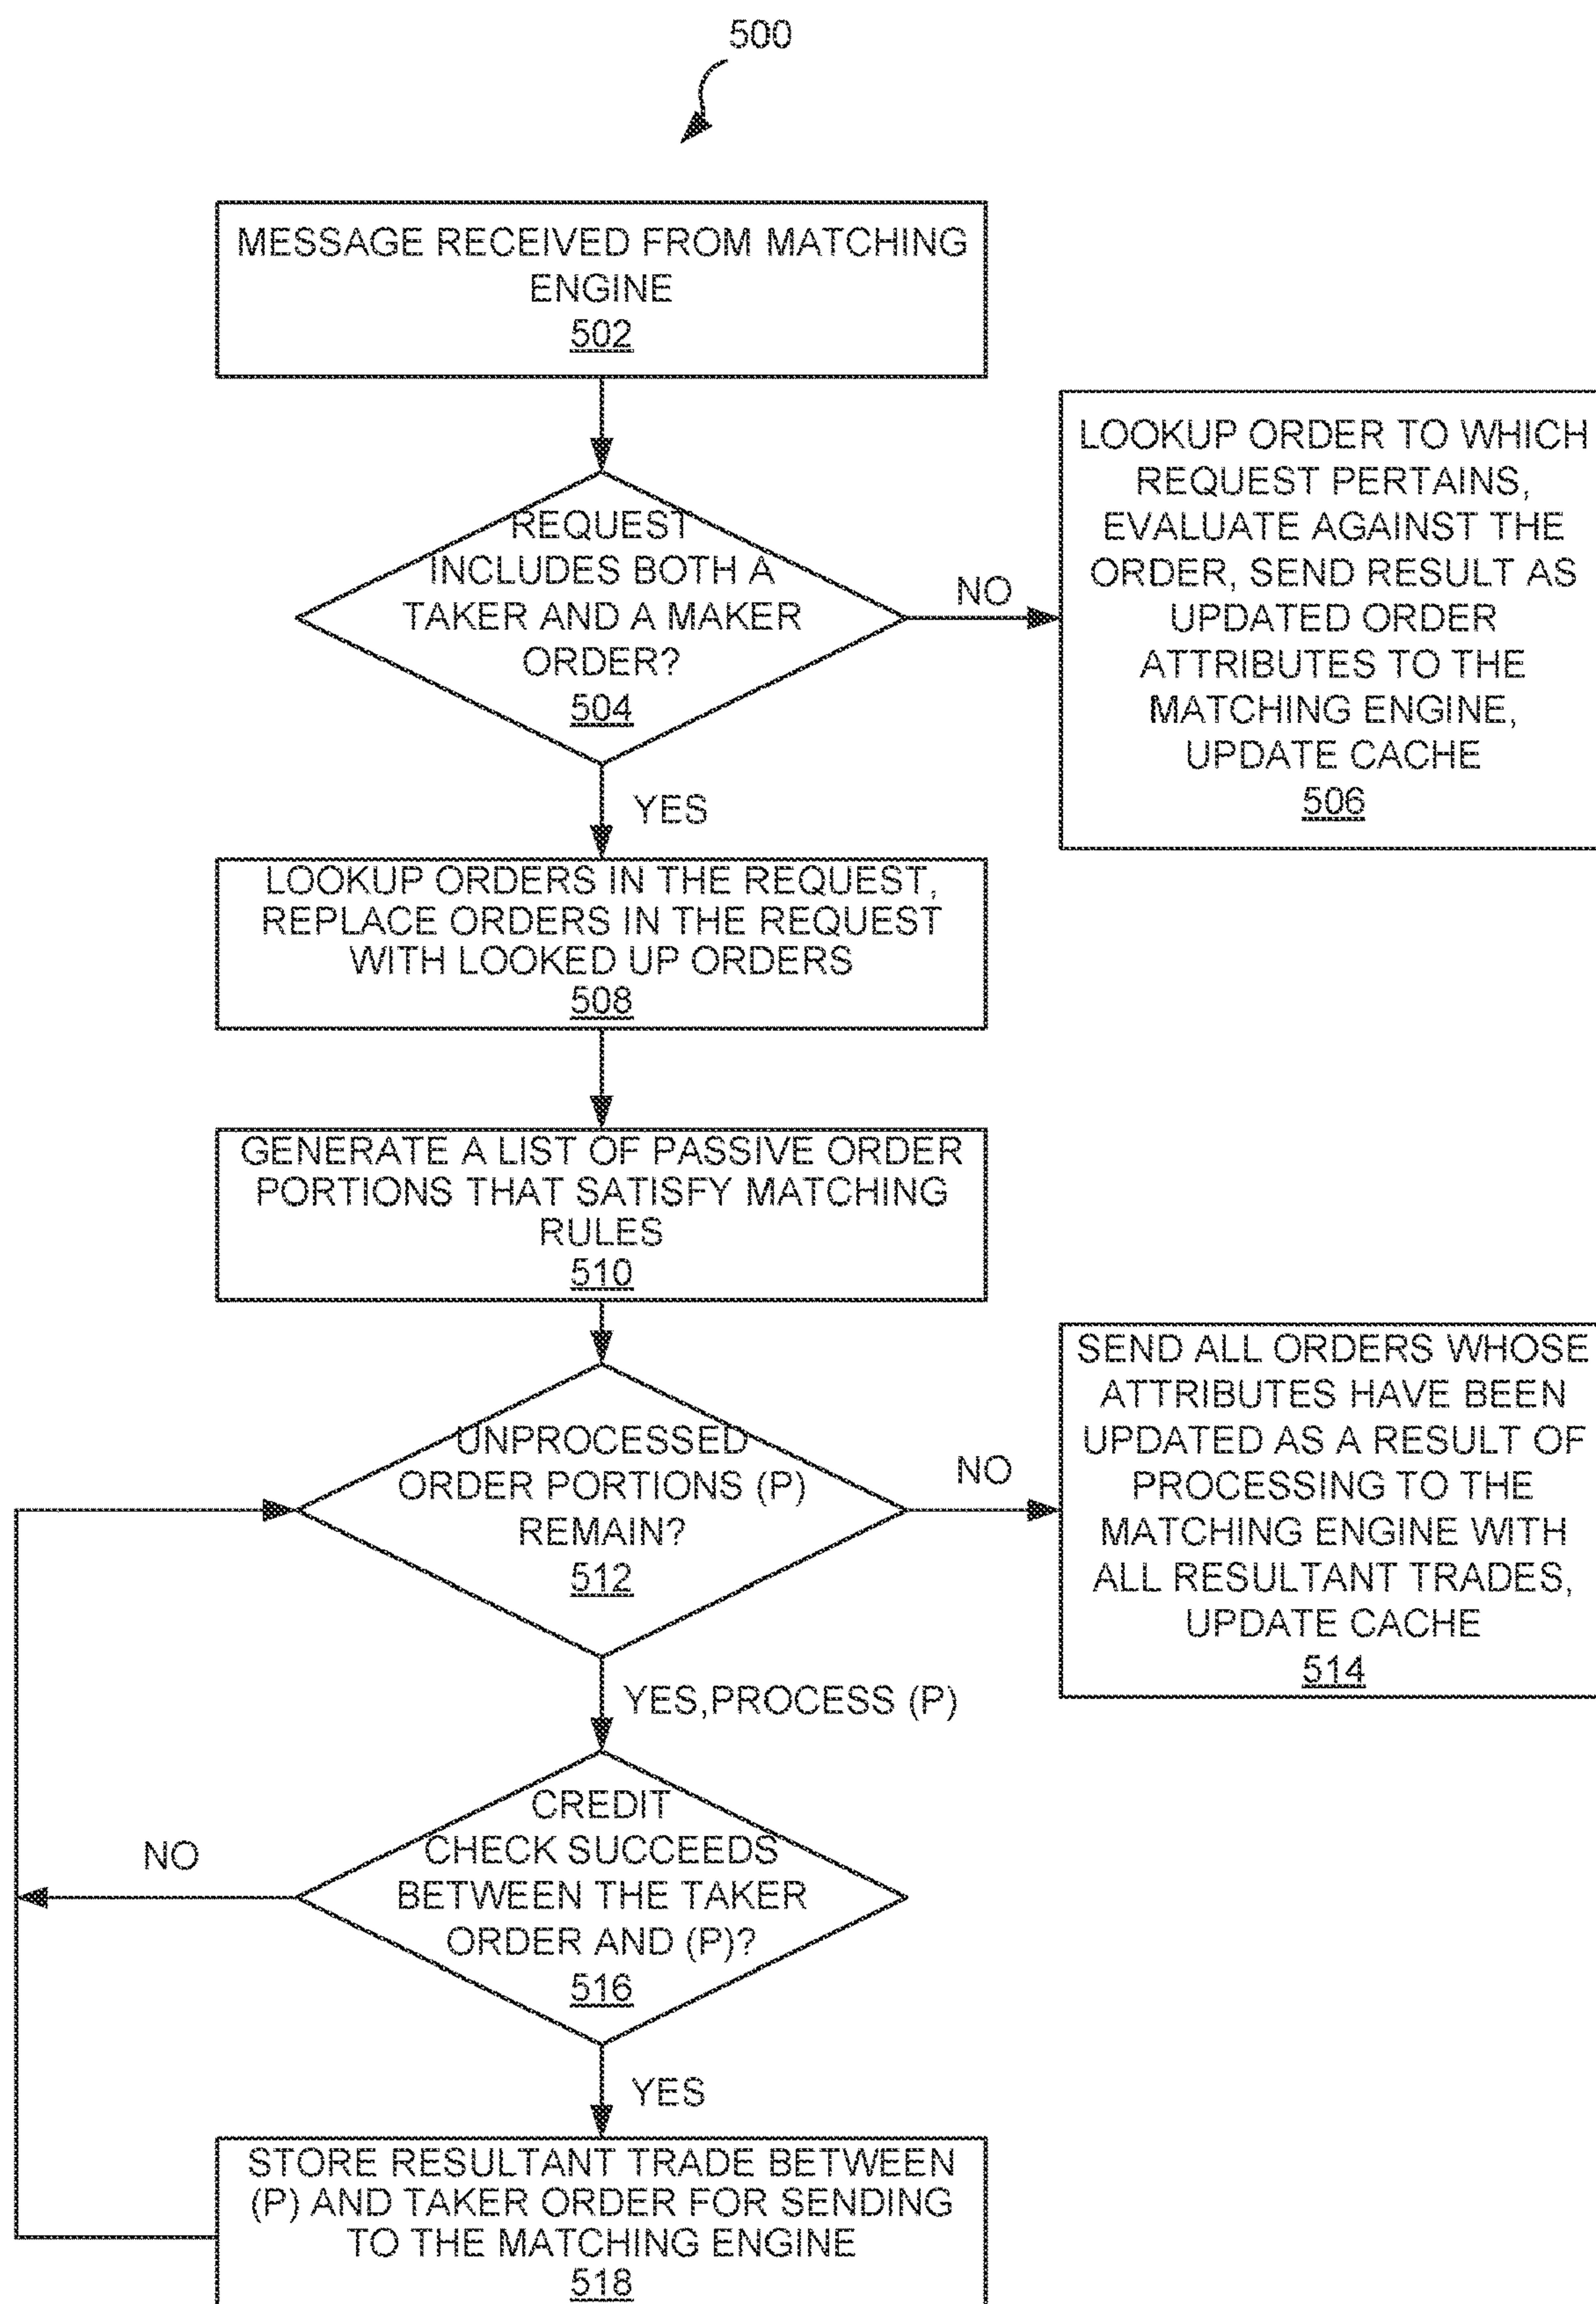 500
MESSAGE RECEIVED FROM MATCHING
ENGINE
502
REQUEST
INCLUDES BOTH A
TAKER AND A MAKER
ORDER?
504
NO
LOOKUP ORDER TO WHICH
REQUEST PERTAINS,
EVALUATE AGAINST THE
ORDER, SEND RESULT AS
UPDATED ORDER
ATTRIBUTES TO THE
MATCHING ENGINE,
UPDATE CACHE
506
YES
LOOKUP ORDERS IN THE REQUEST,
REPLACE ORDERS IN THE REQUEST
WITH LOOKED UP ORDERS
508
GENERATE A LIST OF PASSIVE ORDER
PORTIONS THAT SATISFY MATCHING
RULES
510
UNPROCESSED
ORDER PORTIONS (P)
REMAIN?
512
NO
SEND ALL ORDERS WHOSE
ATTRIBUTES HAVE BEEN
UPDATED AS A RESULT OF
PROCESSING TO THE
MATCHING ENGINE WITH
ALL RESULTANT TRADES,
UPDATE CACHE
514
YES,PROCESS (P)
CREDIT
CHECK SUCCEEDS
BETWEEN THE TAKER
ORDER AND (P)?
516
NO
YES
STORE RESULTANT TRADE BETWEEN
(P) AND TAKER ORDER FOR SENDING
TO THE MATCHING ENGINE
518